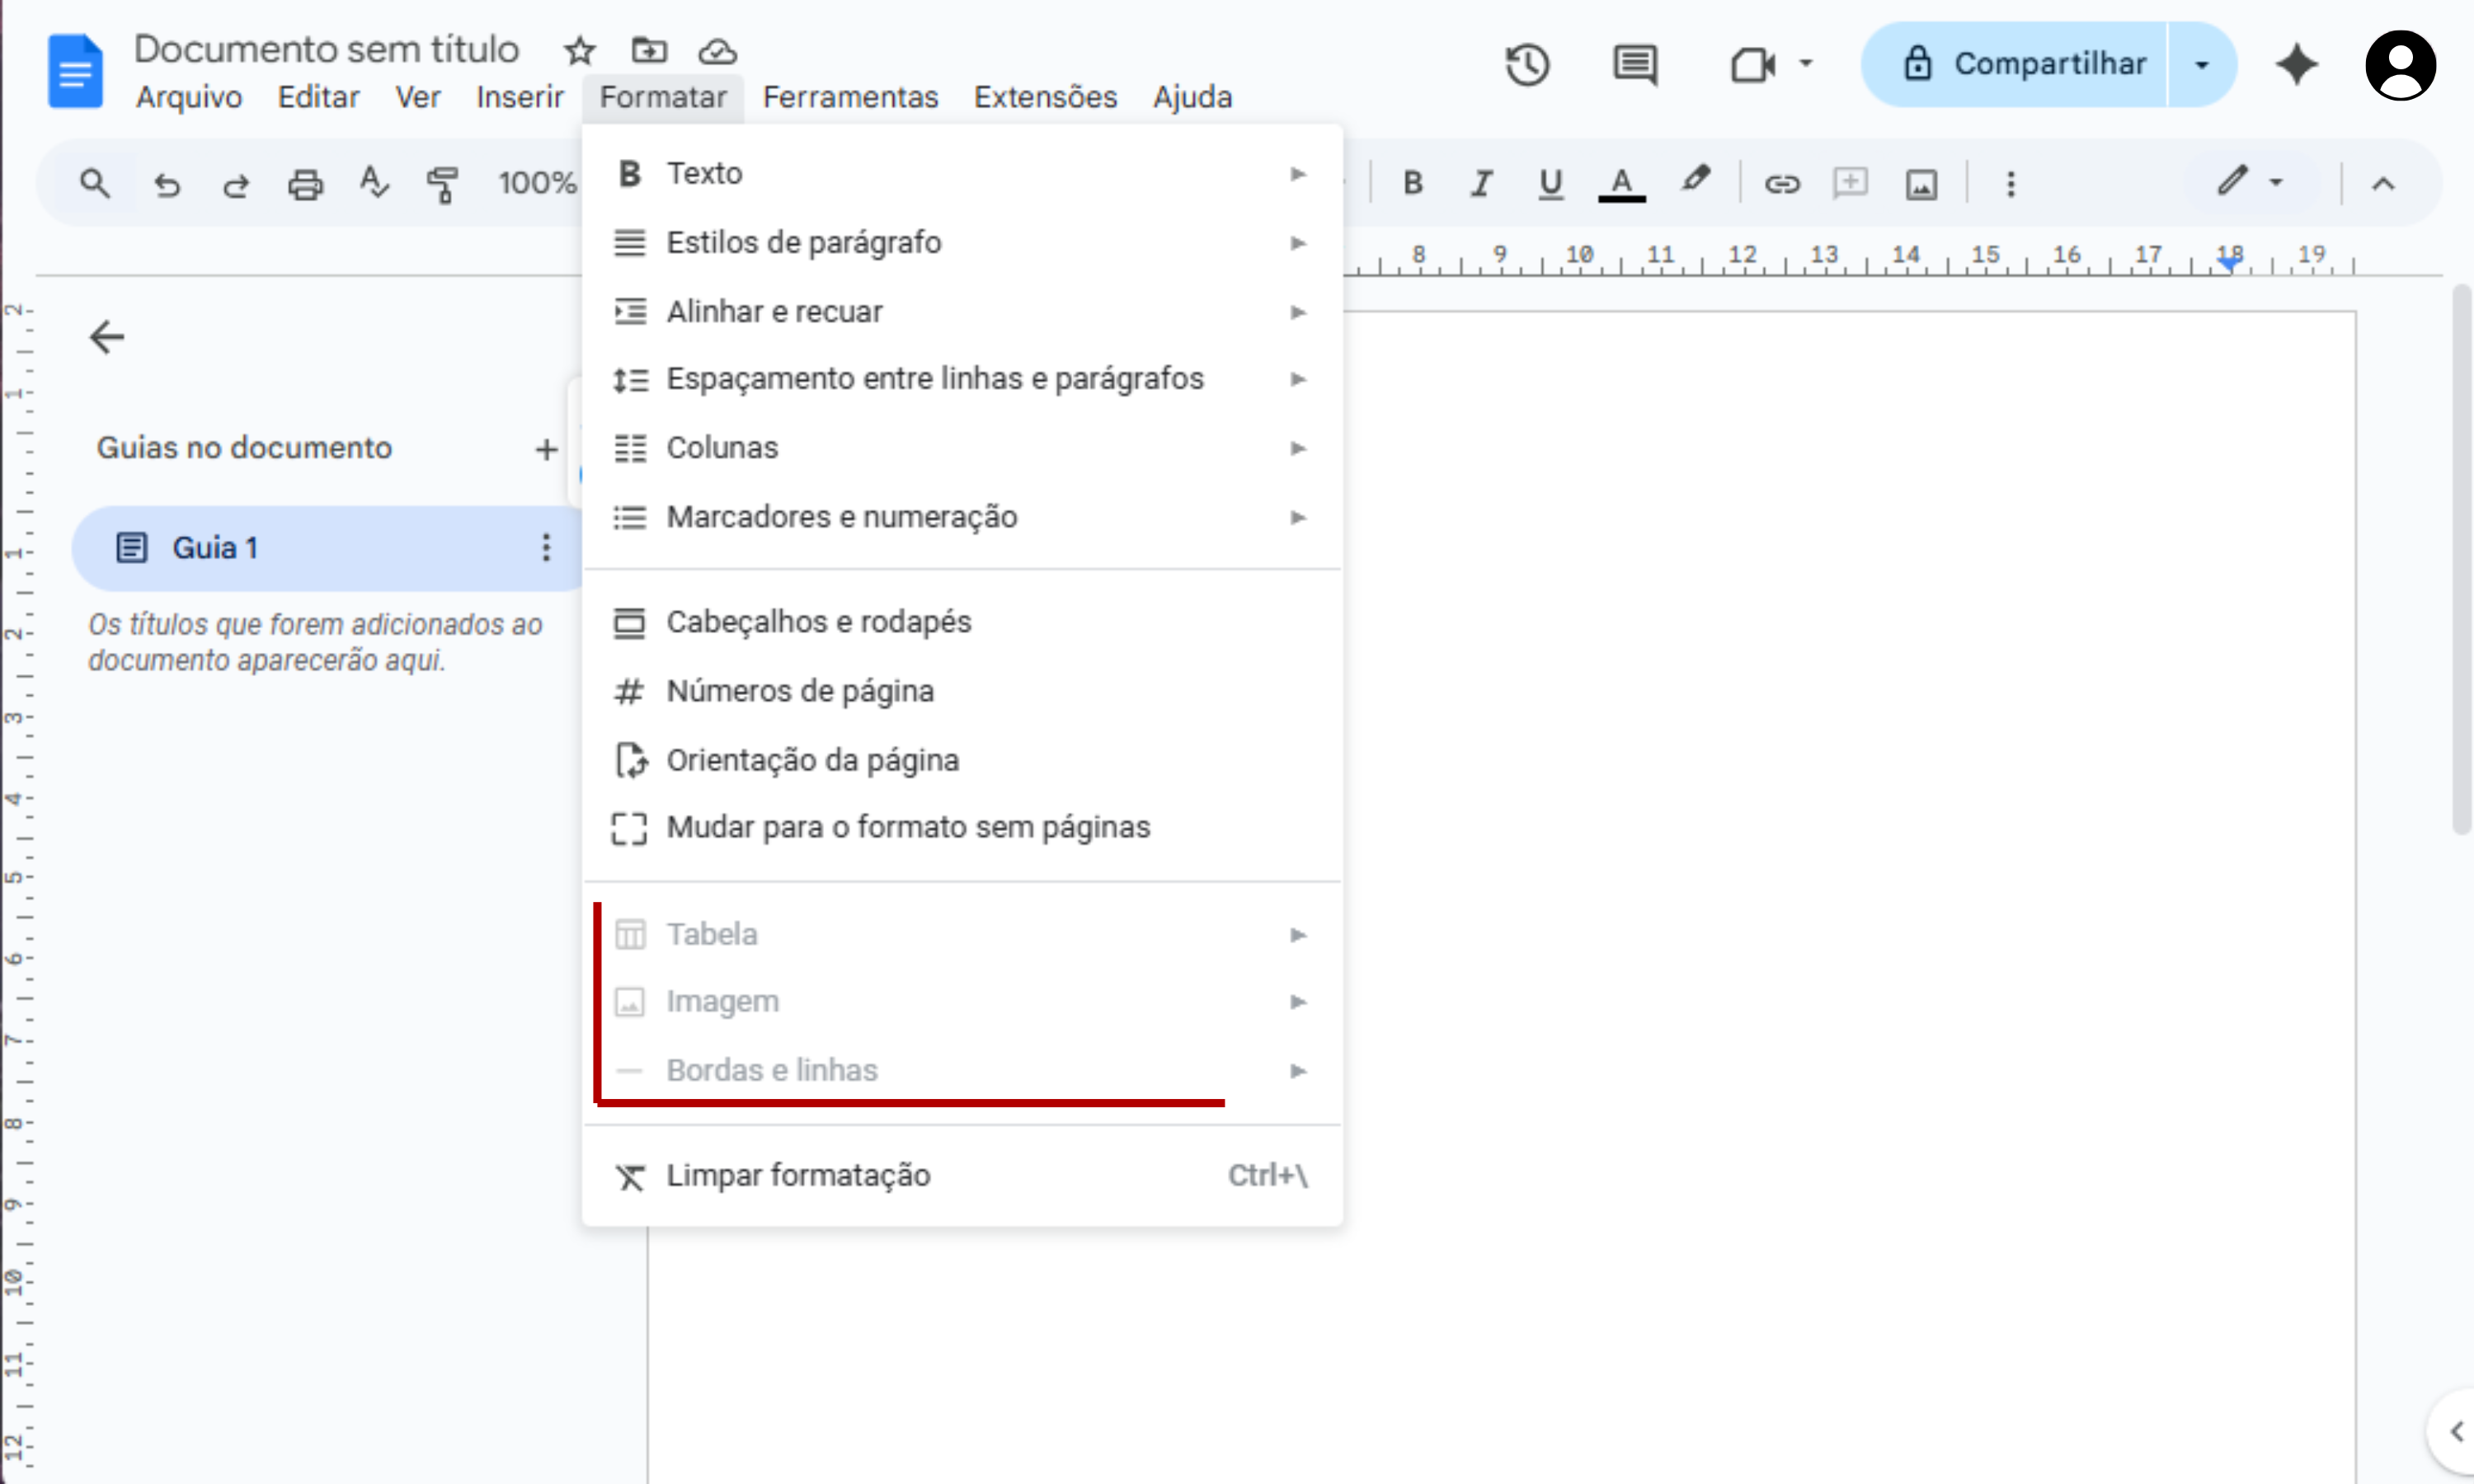 Documento sem título
Arquivo Editar Ver Inserir Formatar Ferramentas Extensões Ajuda
Compartilhar
100%
B I U A
Texto
Estilos de parágrafo
Alinhar e recuar
Espaçamento entre linhas e parágrafos
Colunas
Marcadores e numeração
Cabeçalhos e rodapés
Números de página
Orientação da página
Mudar para o formato sem páginas
Tabela
Imagem
Bordas e linhas
Limpar formatação Ctrl+\
8 9 10 11 12 13 14 15 16 17 18 19
2 1 1 2 3 4 5 6 7 8 9 10 11 12
Guias no documento
Guia 1
Os títulos que forem adicionados ao
documento aparecerão aqui.